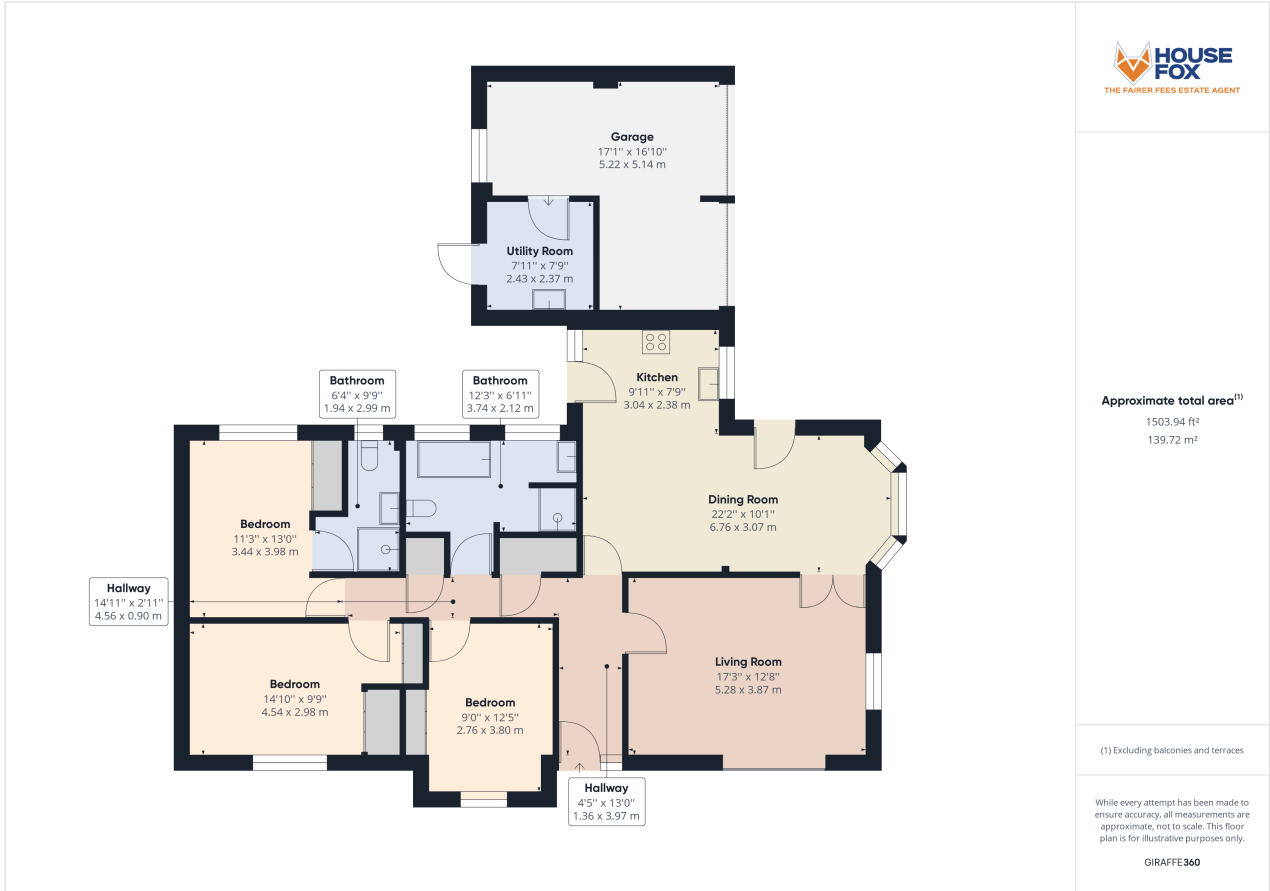 HOUSE
FOX
THE FAIRER FEES ESTATE AGENT
Garage
17'1'' x 16'10''
5.22 x 5.14 m
Utility Room
7'11'' x 7'9''
2.43 x 2.37 m
Kitchen
9'11'' x 7'9''
3.04 x 2.38 m
Bathroom
6'4'' x 9'9''
1.94 x 2.99 m
Bathroom
12'3'' x 6'11''
3.74 x 2.12 m
Bedroom
11'3'' x 13'0''
3.44 x 3.98 m
Dining Room
22'2'' x 10'1''
6.76 x 3.07 m
Hallway
14'11'' x 2'11''
4.56 x 0.90 m
Living Room
17'3'' x 12'8''
5.28 x 3.87 m
Bedroom
14'10'' x 9'9''
4.54 x 2.98 m
Bedroom
9'0'' x 12'5''
2.76 x 3.80 m
Hallway
4'5'' x 13'0''
1.36 x 3.97 m
Approximate total area(1)
1503.94 ft²
139.72 m²
(1) Excluding balconies and terraces
While every attempt has been made to
ensure accuracy, all measurements are
approximate, not to scale. This floor
plan is for illustrative purposes only.
GIRAFFE360